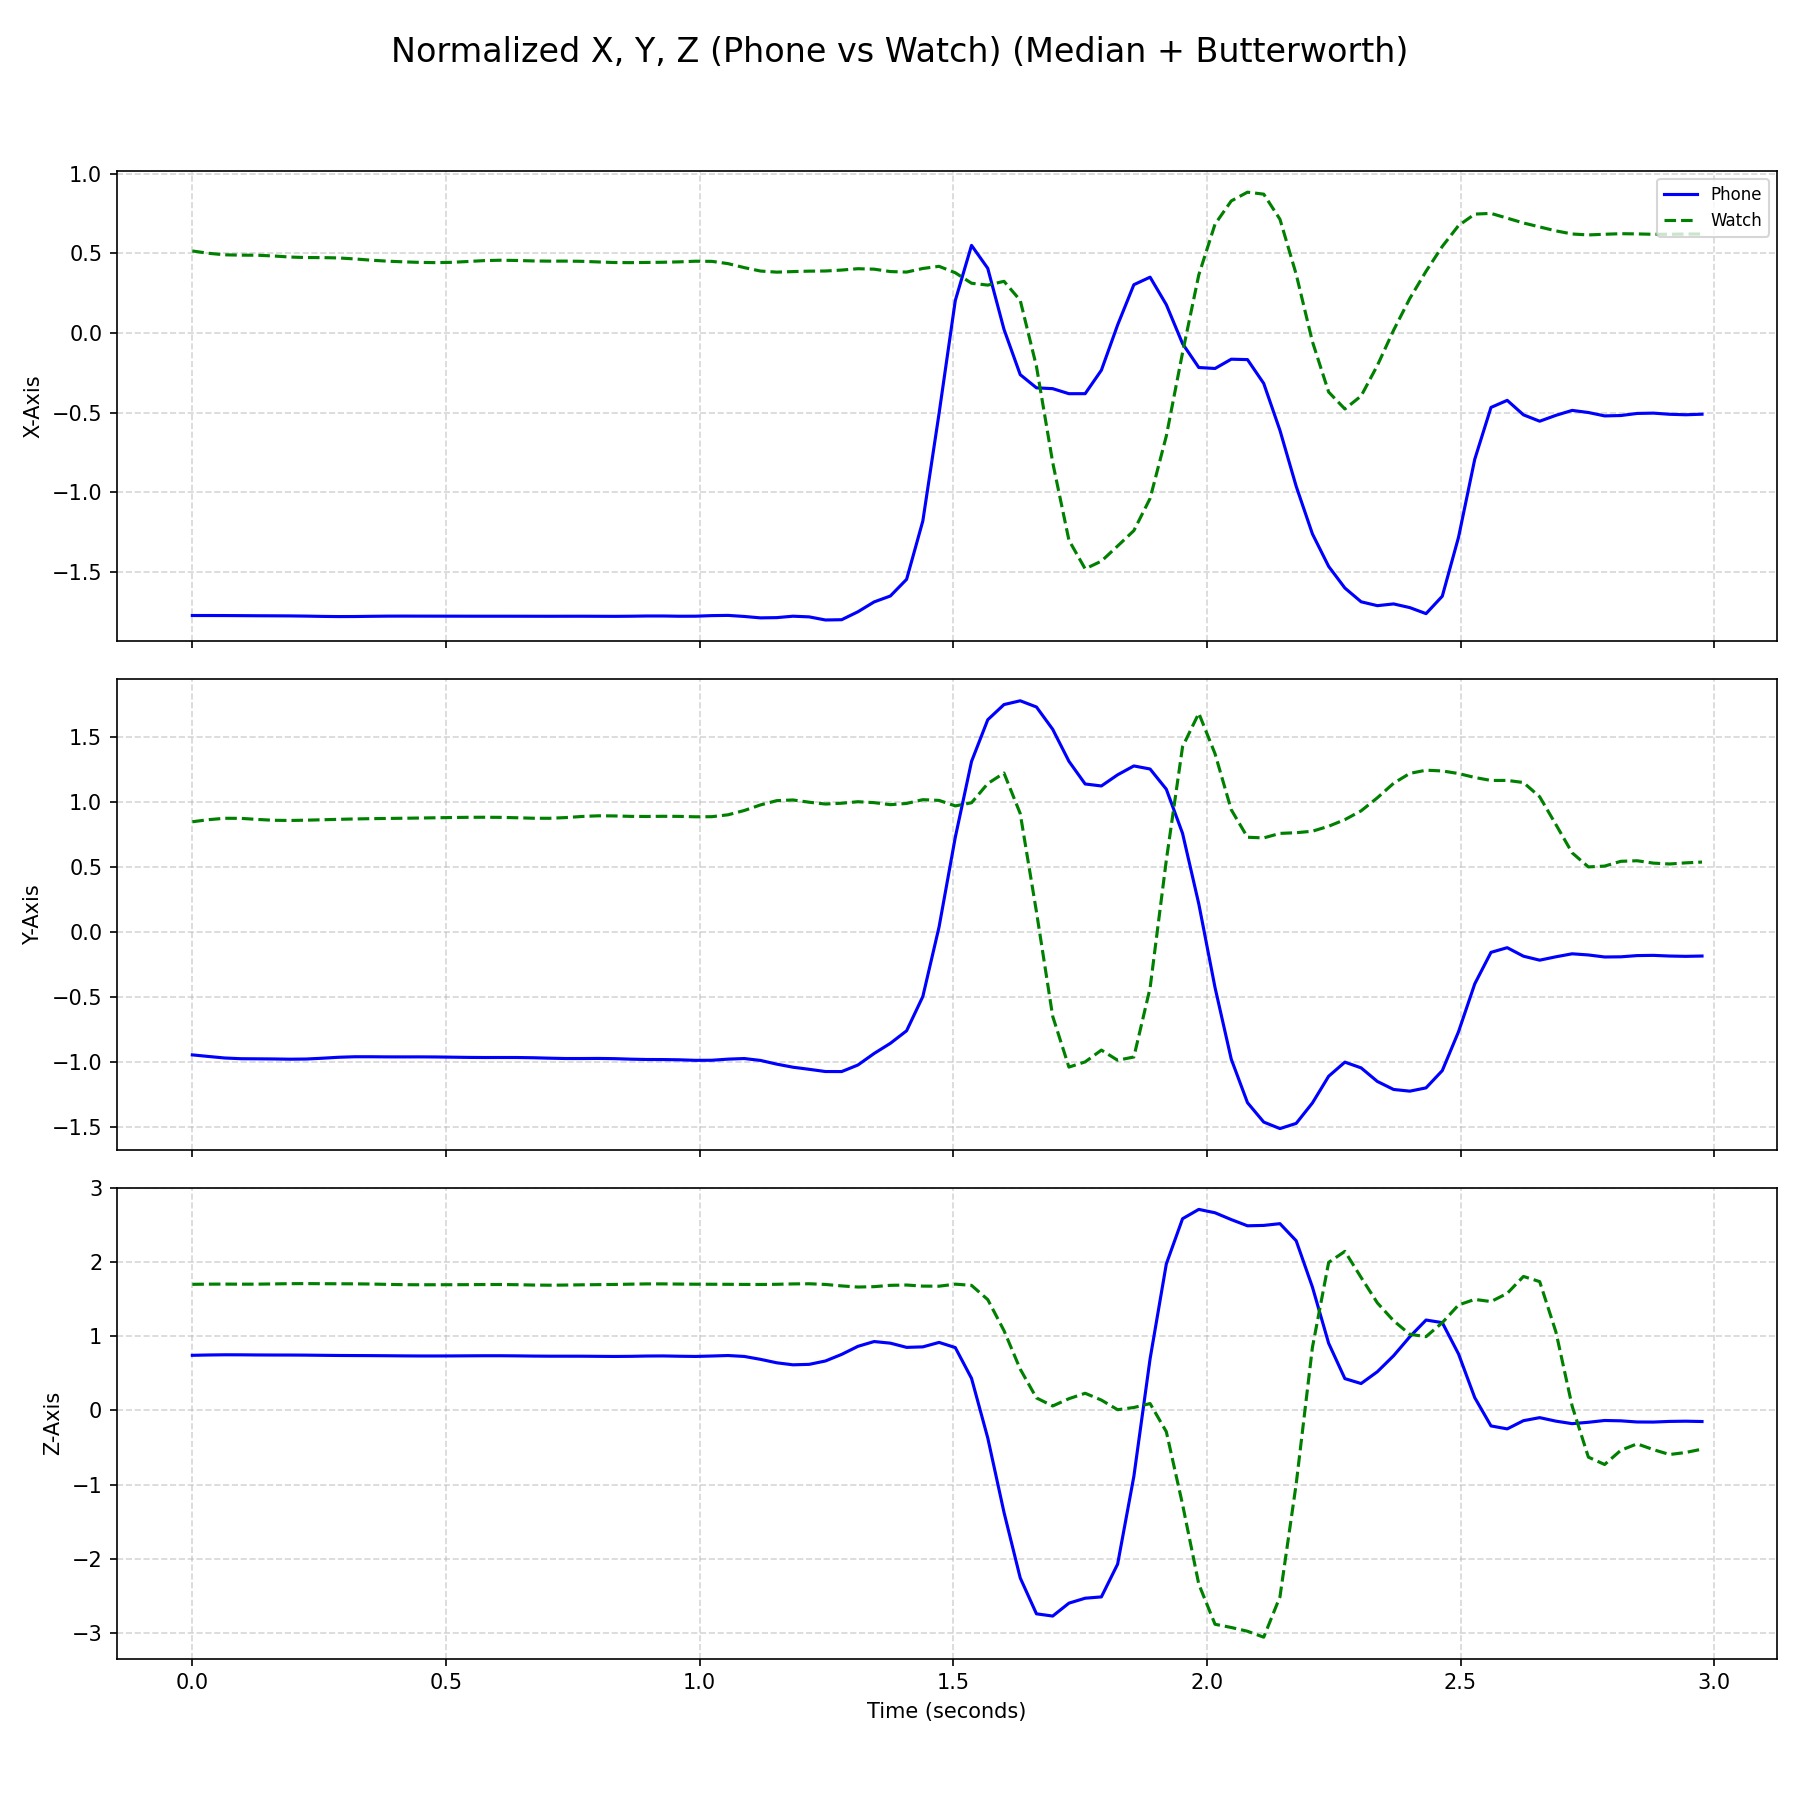 Normalized X, Y, Z (Phone vs Watch) (Median + Butterworth)
1.0
0.5
0.0
−0.5
−1.0
−1.5
X-Axis
Phone
Watch
1.5
1.0
0.5
0.0
−0.5
−1.0
−1.5
Y-Axis
3
2
1
0
−1
−2
−3
Z-Axis
0.0 0.5 1.0 1.5 2.0 2.5 3.0
Time (seconds)